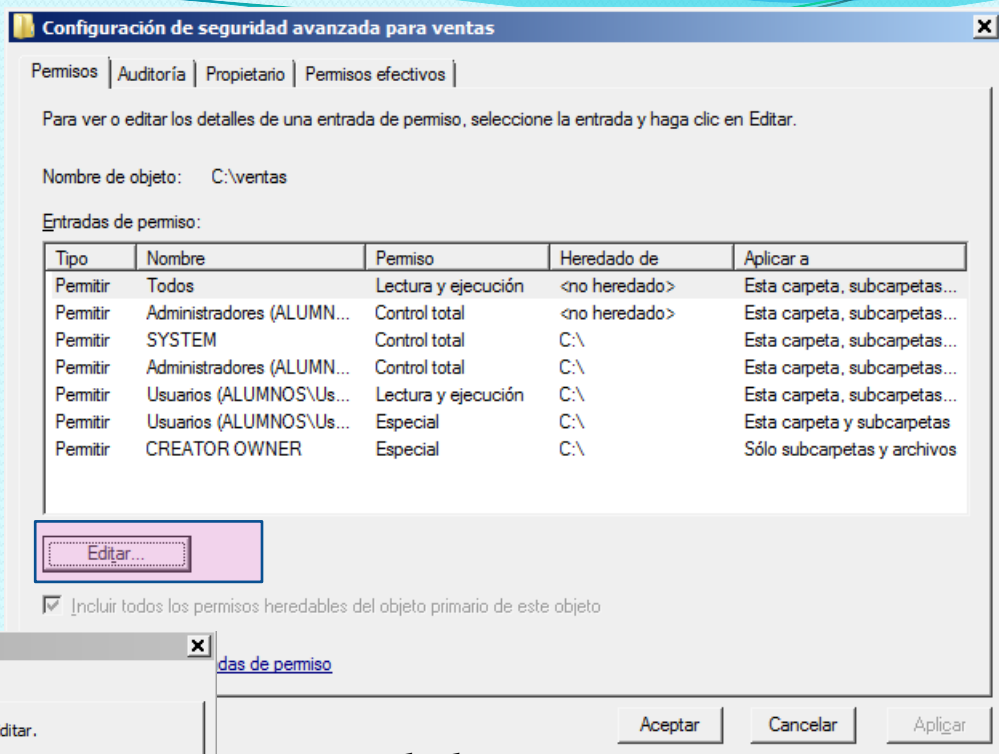 Configuración de seguridad avanzada para ventas
Permisos Auditoría Propietario Permisos efectivos
Para ver o editar los detalles de una entrada de permiso, seleccione la entrada y haga clic en Editar.
Nombre de objeto: C:\ventas
Entradas de permiso:
Tipo Nombre Permiso Heredado de Aplicar a
Permitir Todos Lectura y ejecución <no heredado> Esta carpeta, subcarpetas...
Permitir Administradores (ALUMN... Control total <no heredado> Esta carpeta, subcarpetas...
Permitir SYSTEM Control total C:\ Esta carpeta, subcarpetas...
Permitir Administradores (ALUMN... Control total C:\ Esta carpeta, subcarpetas...
Permitir Usuarios (ALUMNOS\Us... Lectura y ejecución C:\ Esta carpeta, subcarpetas...
Permitir Usuarios (ALUMNOS\Us... Especial C:\ Esta carpeta y subcarpetas
Permitir CREATOR OWNER Especial C:\ Sólo subcarpetas y archivos
Editar...
Incluir todos los permisos heredables del objeto primario de este objeto
das de permiso
ditar.
Aceptar Cancelar Aplicar